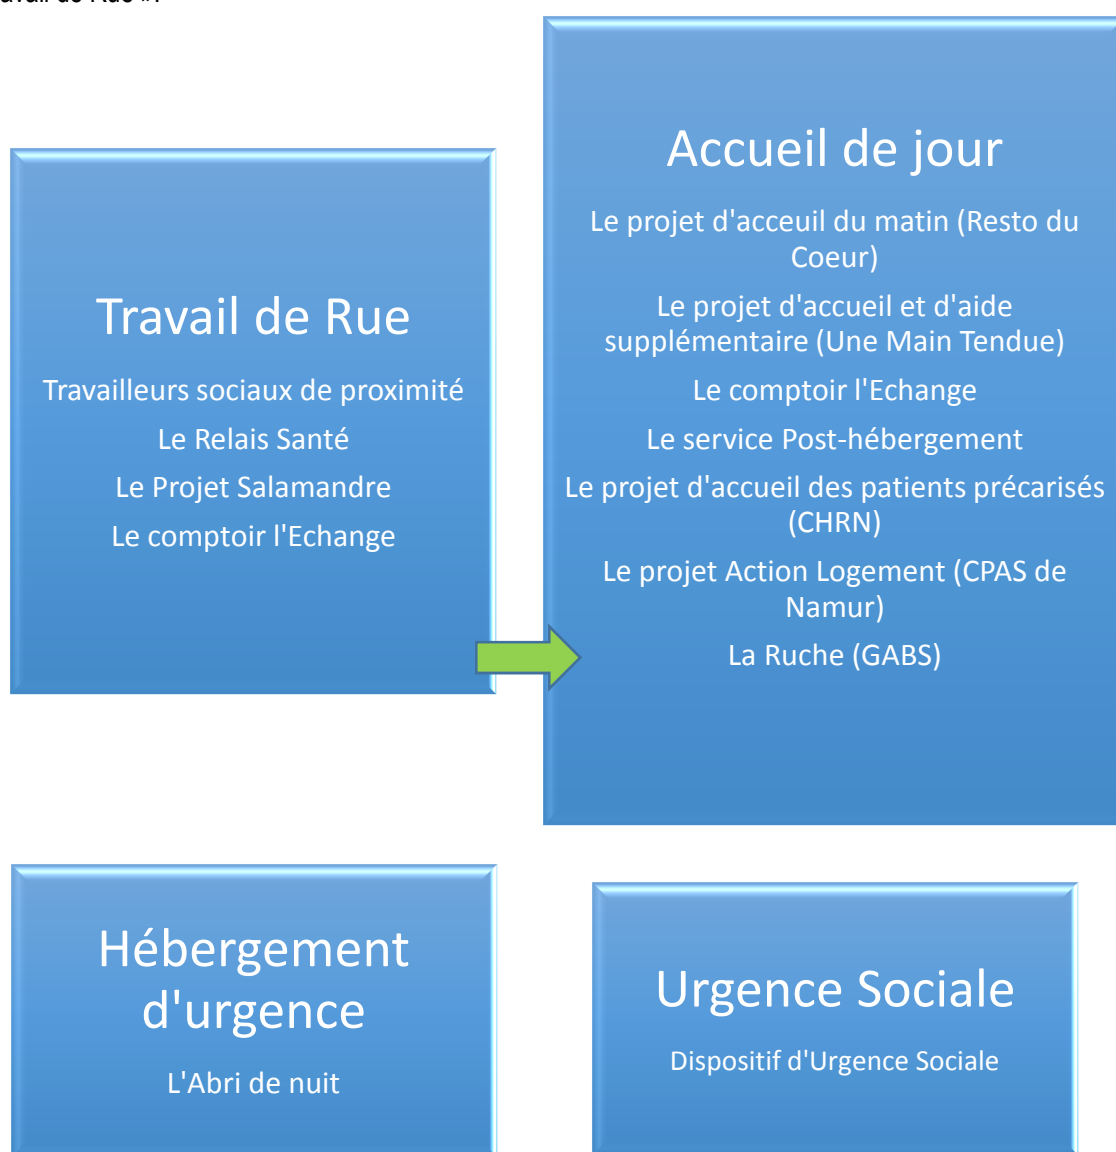 Travail de Rue
Travailleurs sociaux de proximité
Le Relais Santé
Le Projet Salamandre
Le comptoir l'Echange
Accueil de jour
Le projet d'acceuil du matin (Resto du
Coeur)
Le projet d'accueil et d'aide
supplémentaire (Une Main Tendue)
Le comptoir l'Echange
Le service Post-hébergement
Le projet d'accueil des patients précarisés
(CHRN)
Le projet Action Logement (CPAS de
Namur)
La Ruche (GABS)
Hébergement
d'urgence
L'Abri de nuit
Urgence Sociale
Dispositif d'Urgence Sociale